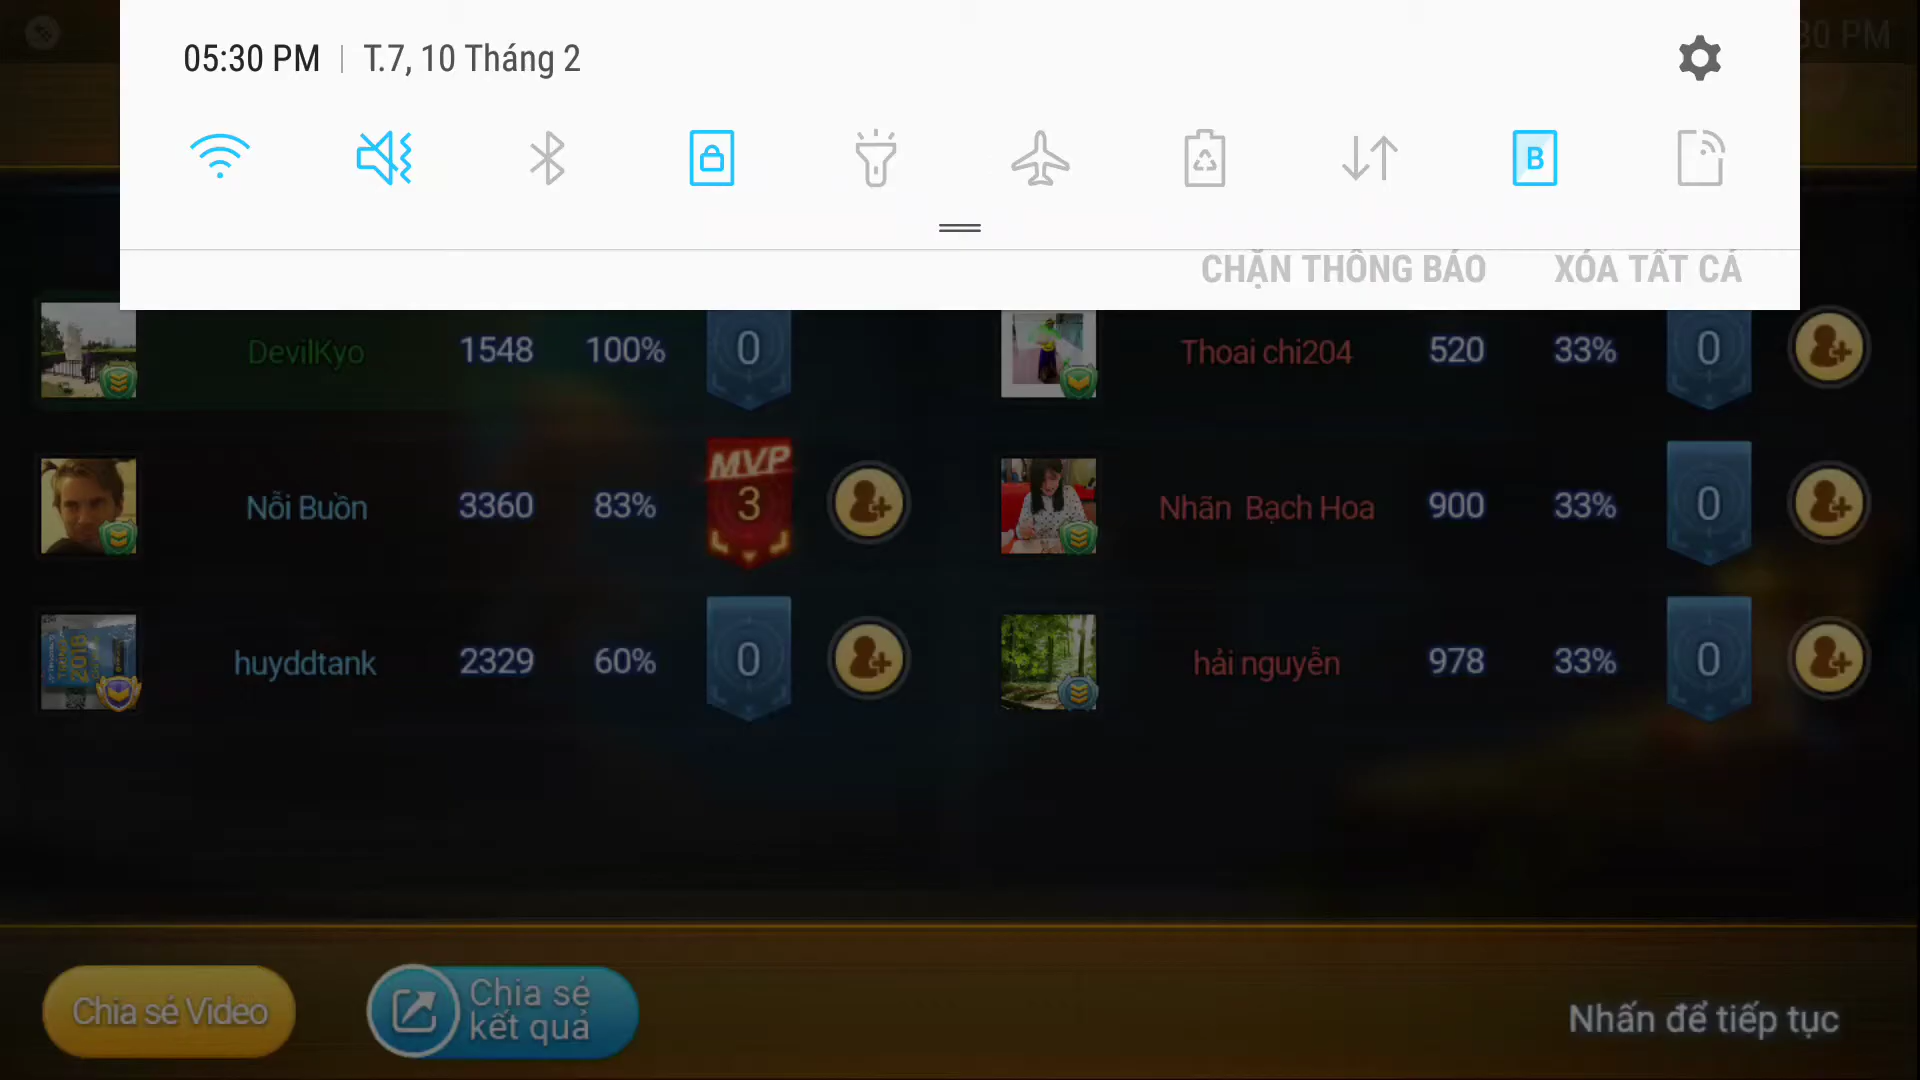 05:30 PM | T.7, 10 Tháng 2
30 PM
B
CHẶN THÔNG BÁO XÓA TẤT CẢ
DevilKyo 1548 100% 0
Thoai chi204 520 33% 0
Nỗi Buồn 3360 83% MVP 3
Nhãn Bạch Hoa 900 33% 0
huyddtank 2329 60% 0
hải nguyễn 978 33% 0
Chia sẻ Video
Chia sẻ
kết quả
Nhấn để tiếp tục